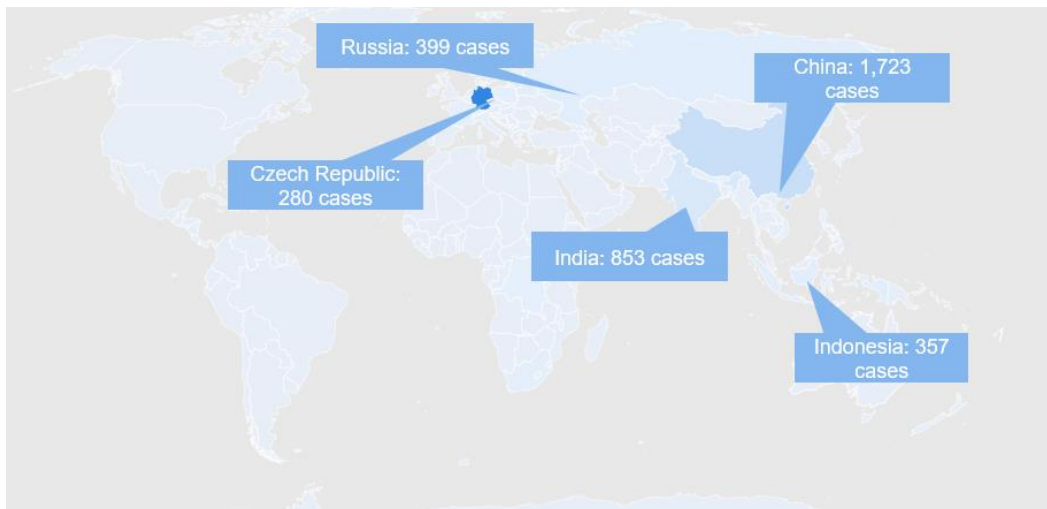 Russia: 399 cases
China: 1,723
cases
Czech Republic:
280 cases
India: 853 cases
Indonesia: 357
cases